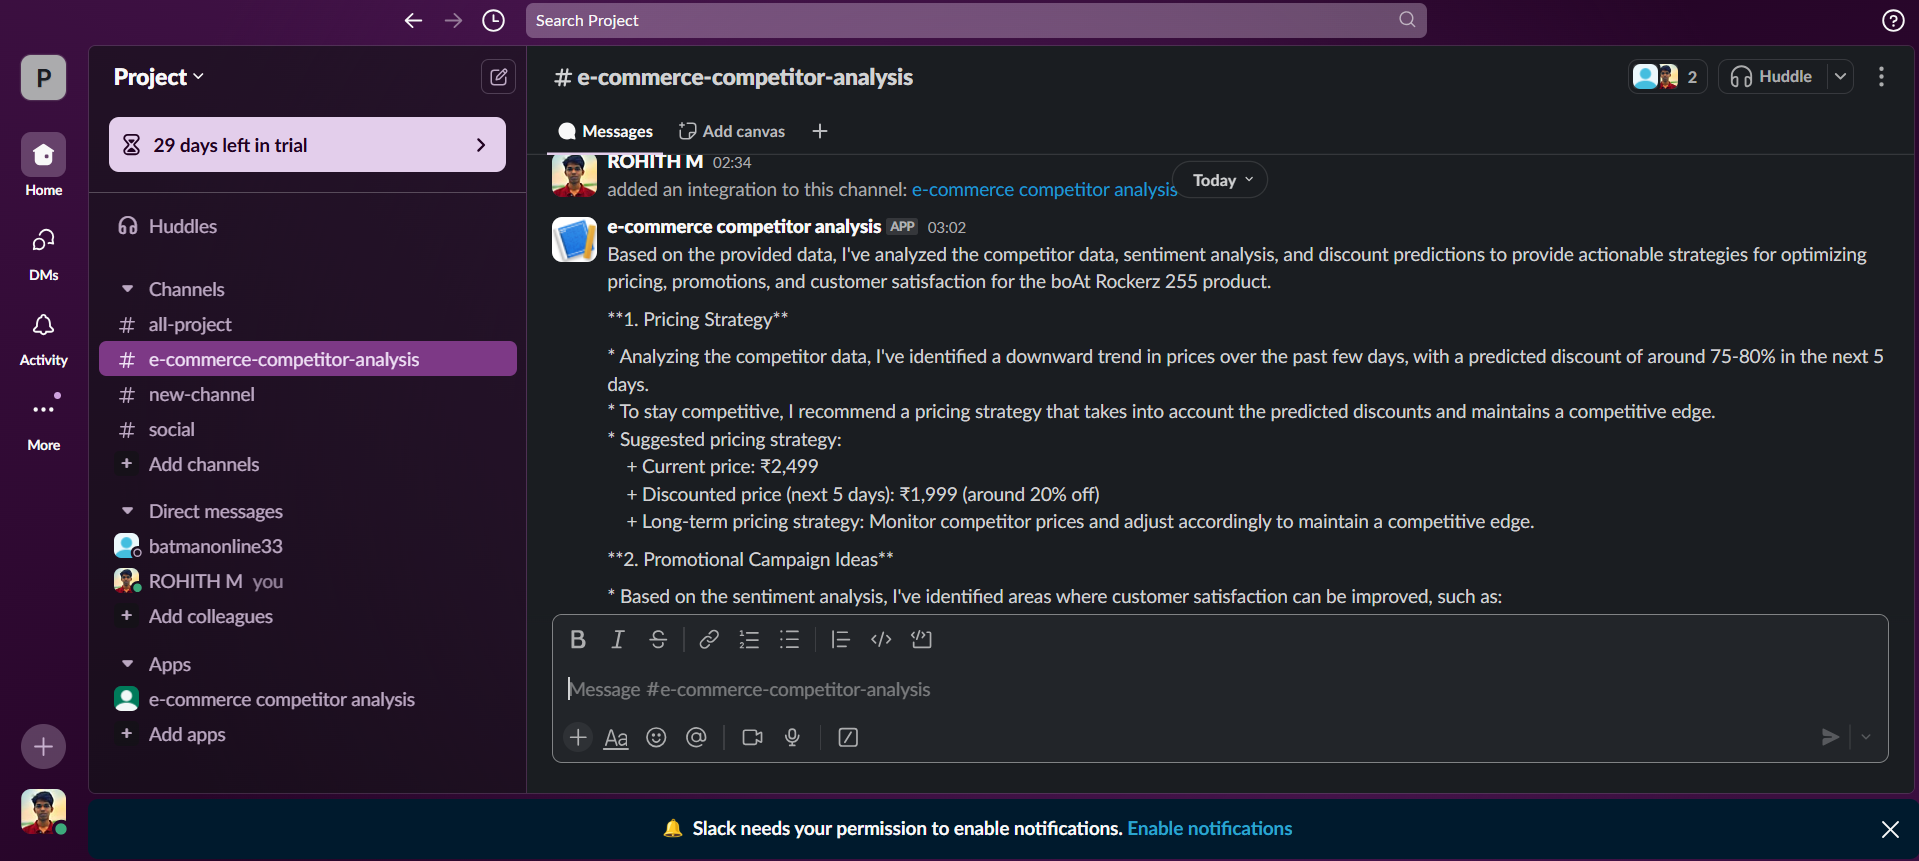 Search Project
P
Home
DMs
Activity
More
Project
29 days left in trial
Huddles
Channels
# all-project
# e-commerce-competitor-analysis
# new-channel
# social
+ Add channels
Direct messages
batmanonline33
ROHITH M you
+ Add colleagues
Apps
e-commerce competitor analysis
+ Add apps
# e-commerce-competitor-analysis
2
Huddle
Messages
Add canvas
Today
ROHITH M 02:34
added an integration to this channel: e-commerce competitor analysis
e-commerce competitor analysis APP 03:02
Based on the provided data, I've analyzed the competitor data, sentiment analysis, and discount predictions to provide actionable strategies for optimizing
pricing, promotions, and customer satisfaction for the boAt Rockerz 255 product.
**1. Pricing Strategy**
* Analyzing the competitor data, I've identified a downward trend in prices over the past few days, with a predicted discount of around 75-80% in the next 5
days.
* To stay competitive, I recommend a pricing strategy that takes into account the predicted discounts and maintains a competitive edge.
* Suggested pricing strategy:
+ Current price: ₹2,499
+ Discounted price (next 5 days): ₹1,999 (around 20% off)
+ Long-term pricing strategy: Monitor competitor prices and adjust accordingly to maintain a competitive edge.
**2. Promotional Campaign Ideas**
* Based on the sentiment analysis, I've identified areas where customer satisfaction can be improved, such as:
B I S
Message #e-commerce-competitor-analysis
Aa
Slack needs your permission to enable notifications. Enable notifications